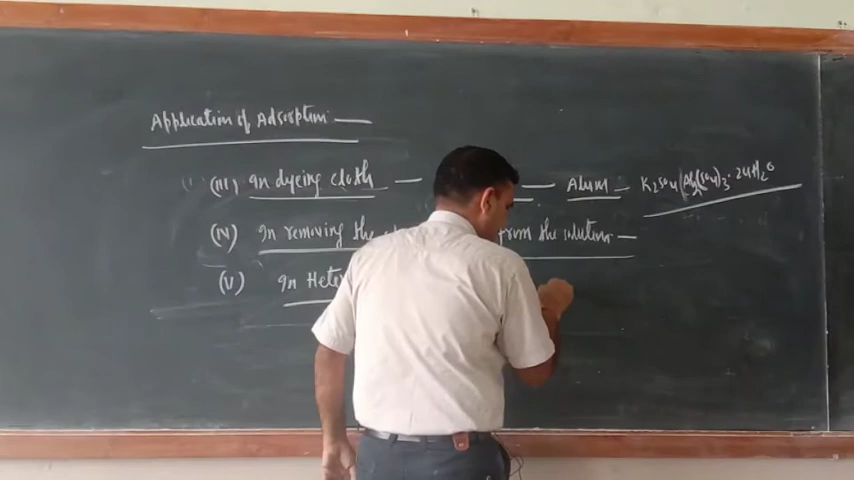 Application of Adsorption —
(III) In dyeing cloth — — Alum - K2SO4 Al2(SO4)3. 24H2O
(IV) In removing the from the solution —
(V) In